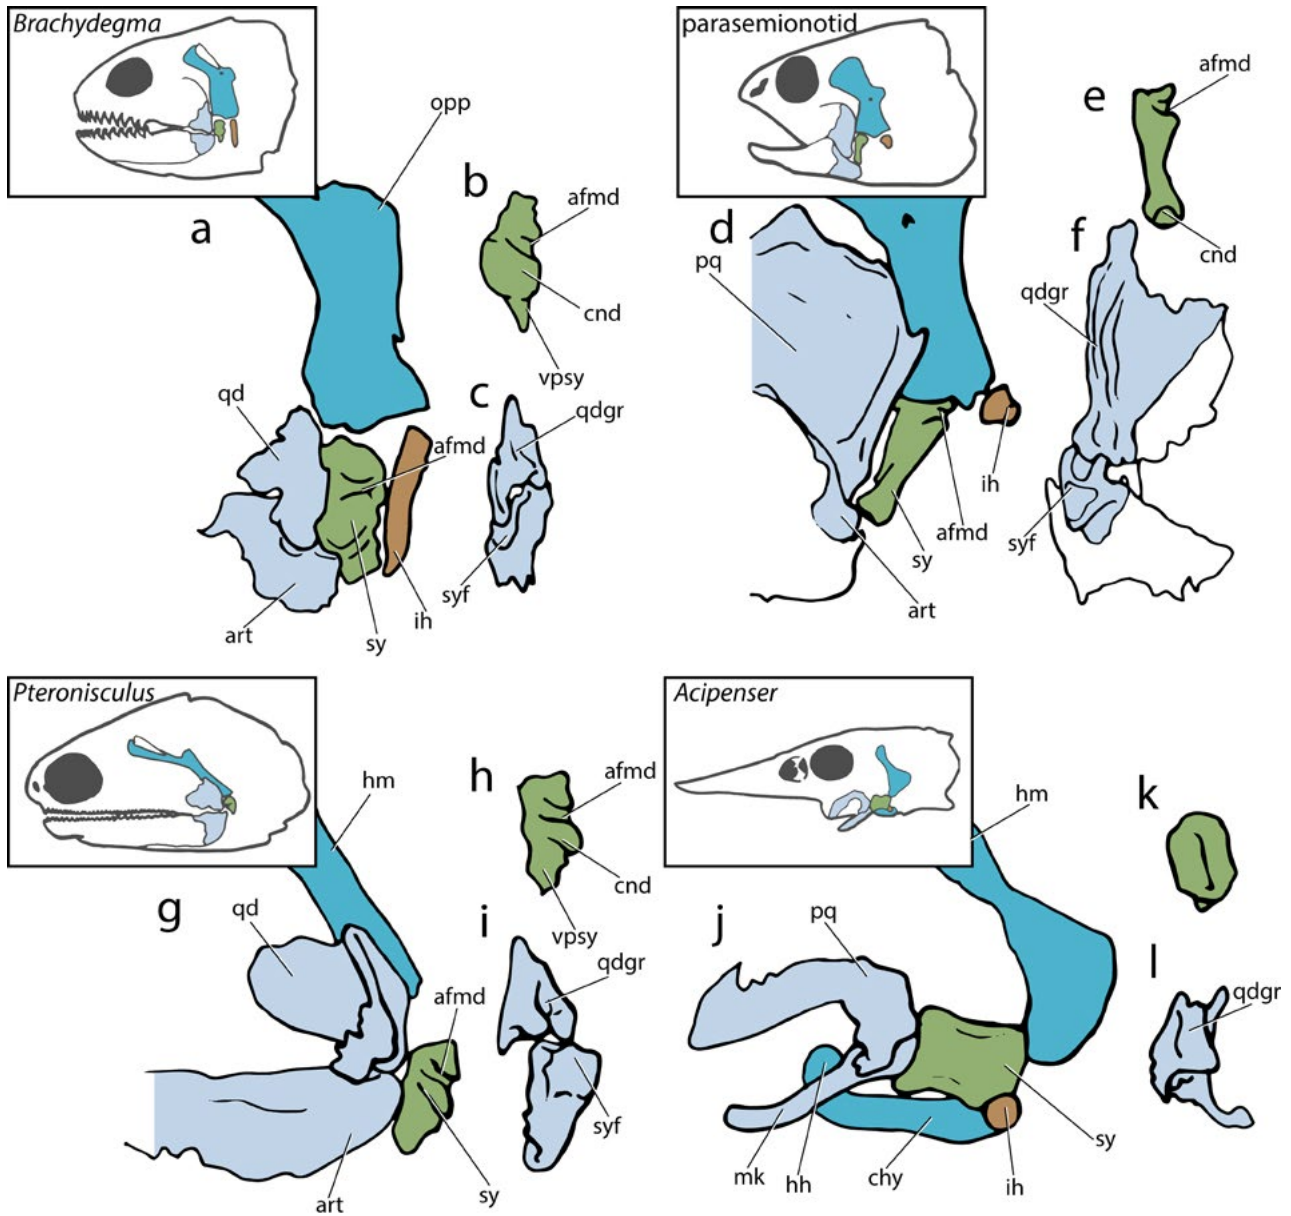 Brachydegma
opp
a
b
afmd
cnd
vpsy
qd
afmd
c
qdgr
syf
art
sy
ih
parasemionotid
e
afmd
cnd
d
pq
f
qdgr
ih
afmd
sy
art
syf
Pteronisculus
hm
h
afmd
cnd
vpsy
g
qd
afmd
i
qdgr
syf
sy
art
Acipenser
hm
k
j
pq
l
qdgr
sy
mk
hh
chy
ih